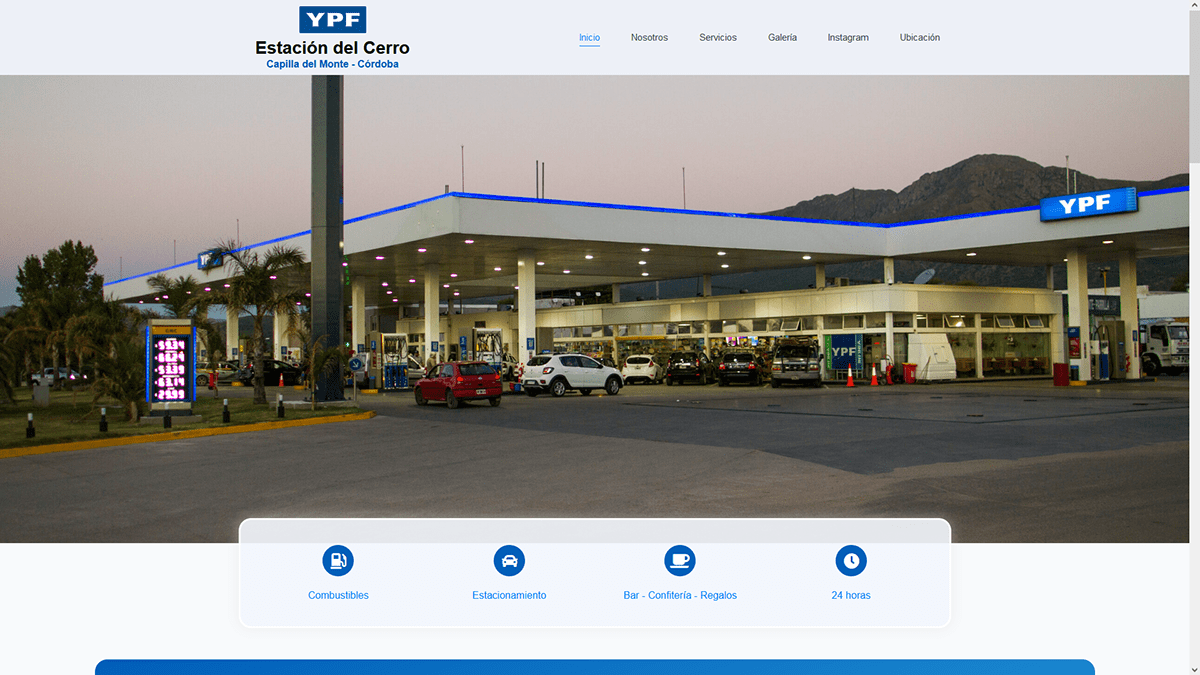 YPF
Estación del Cerro
Capilla del Monte - Córdoba
Inicio
Nosotros
Servicios
Galería
Instagram
Ubicación
YPF
YPF
Combustibles
Estacionamiento
Bar - Confitería - Regalos
24 horas